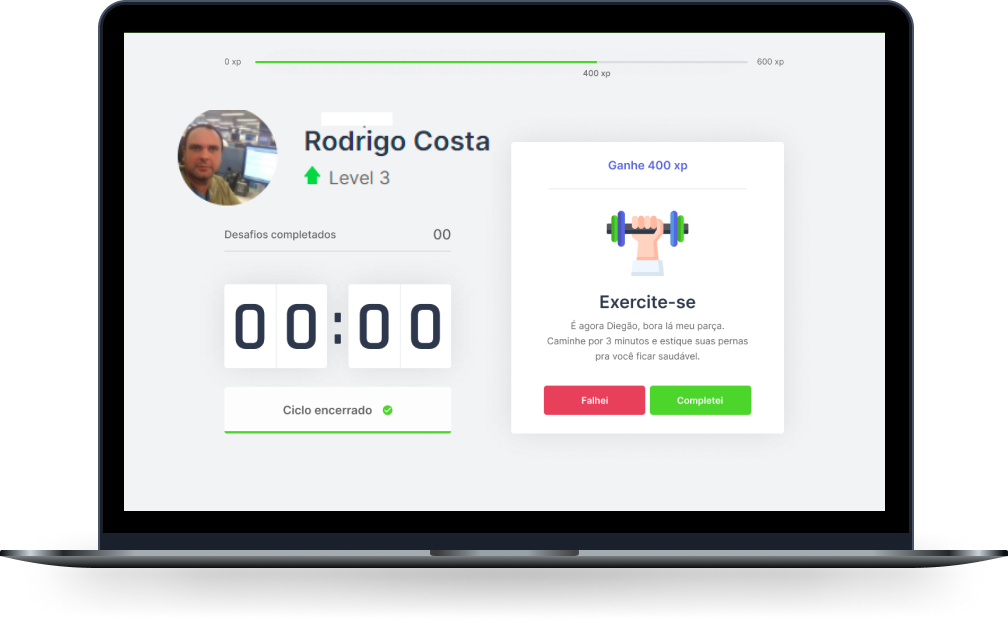 0 xp
600 xp
400 xp
Rodrigo Costa
Level 3
Desafios completados 00
00:00
Ciclo encerrado
Ganhe 400 xp
Exercite-se
É agora Diegão, bora lá meu parça.
Caminhe por 3 minutos e estique suas pernas
pra você ficar saudável.
Falhei
Completei